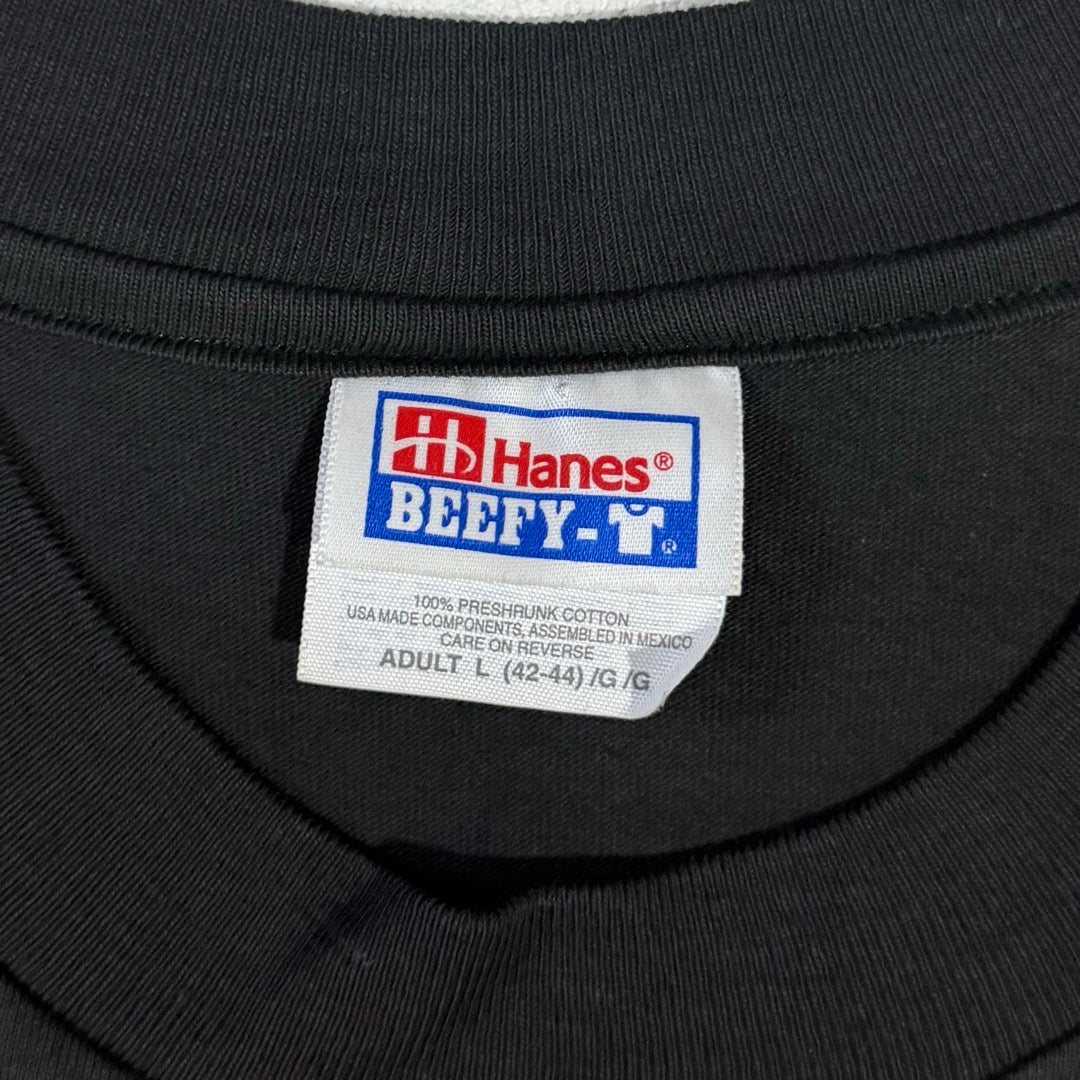 Hanes®
BEEFY-T®
100% PRESHRUNK COTTON
USA MADE COMPONENTS, ASSEMBLED IN MEXICO
CARE ON REVERSE
ADULT L (42-44) /G /G